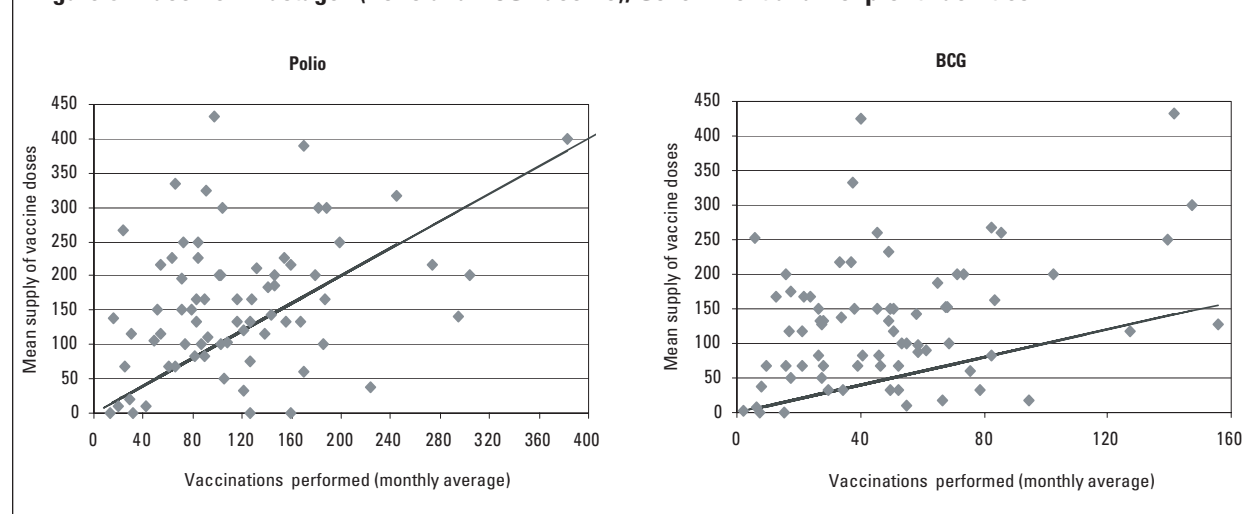 Polio
BCG
Mean supply of vaccine doses
450
400
350
300
250
200
150
100
50
0
0 40 80 120 160 200 240 280 320 360 400
Vaccinations performed (monthly average)
Mean supply of vaccine doses
450
400
350
300
250
200
150
100
50
0
0 40 80 120 160
Vaccinations performed (monthly average)